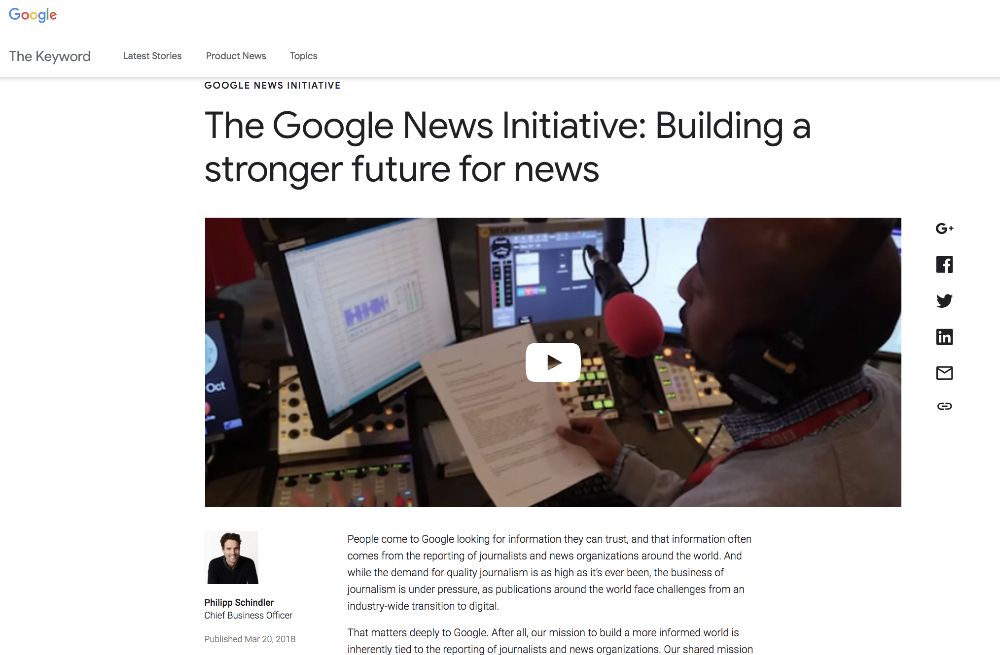 Google
The Keyword
Latest Stories
Product News
Topics
GOOGLE NEWS INITIATIVE
The Google News Initiative: Building a
stronger future for news
STUDER
Oct
People come to Google looking for information they can trust, and that information often
comes from the reporting of journalists and news organizations around the world. And
while the demand for quality journalism is as high as it’s ever been, the business of
journalism is under pressure, as publications around the world face challenges from an
industry-wide transition to digital.
Philipp Schindler
Chief Business Officer
Published Mar 20, 2018
That matters deeply to Google. After all, our mission to build a more informed world is
inherently tied to the reporting of journalists and news organizations. Our shared mission